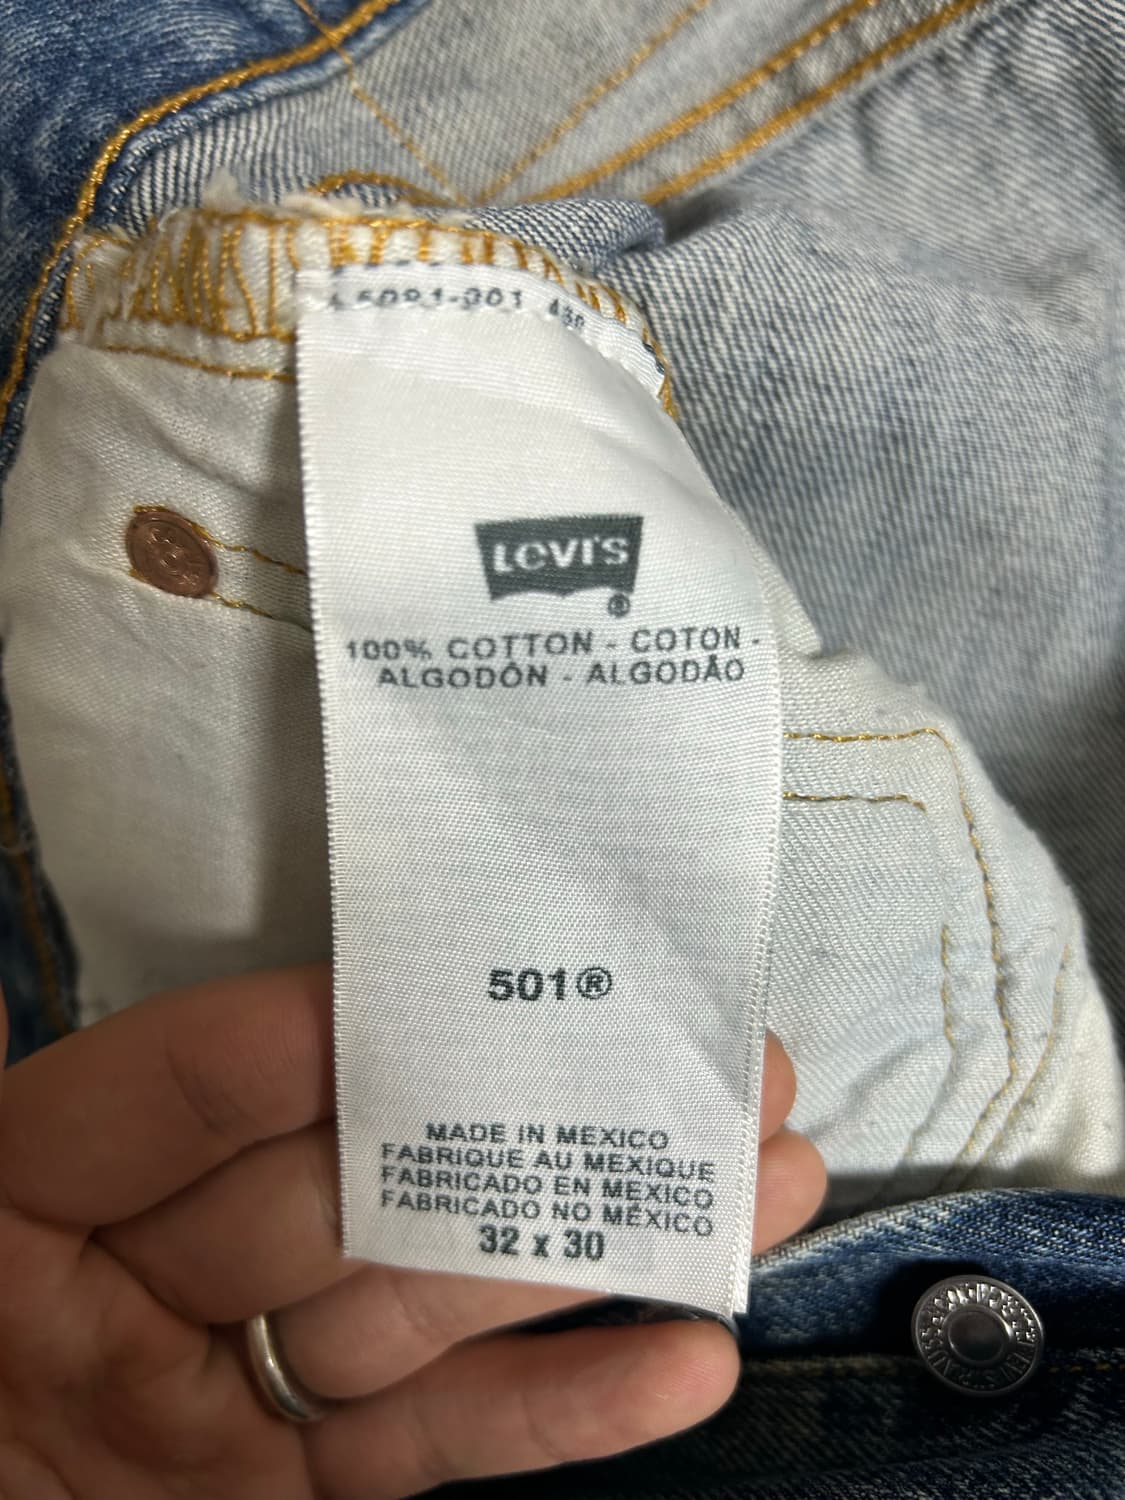 LEVI'S
®
100% COTTON - COTON -
ALGODÓN - ALGODÃO
501®
MADE IN MEXICO
FABRIQUE AU MEXIQUE
FABRICADO EN MEXICO
FABRICADO NO MÉXICO
32 x 30